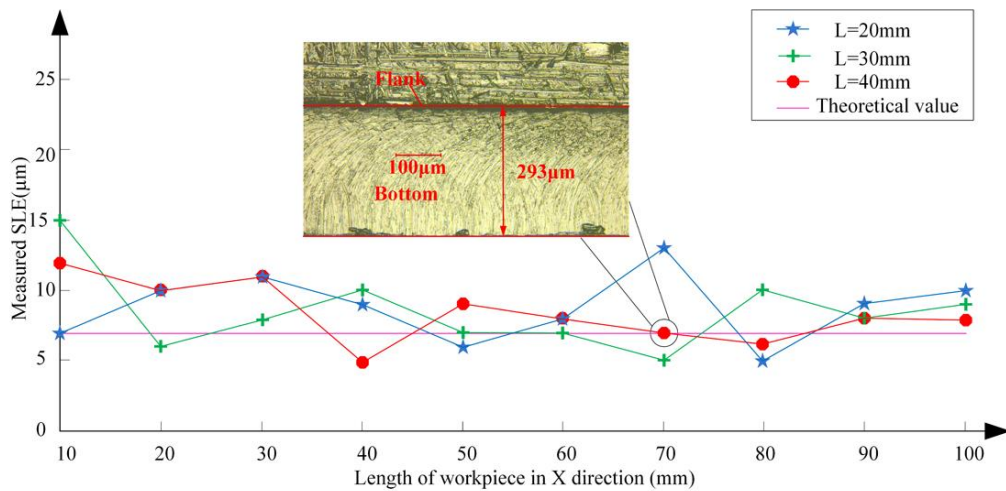 L=20mm
L=30mm
L=40mm
Theoretical value
25
20
15
10
5
0
Measured SLE(μm)
Flank
100μm
293μm
Bottom
10 20 30 40 50 60 70 80 90 100
Length of workpiece in X direction (mm)